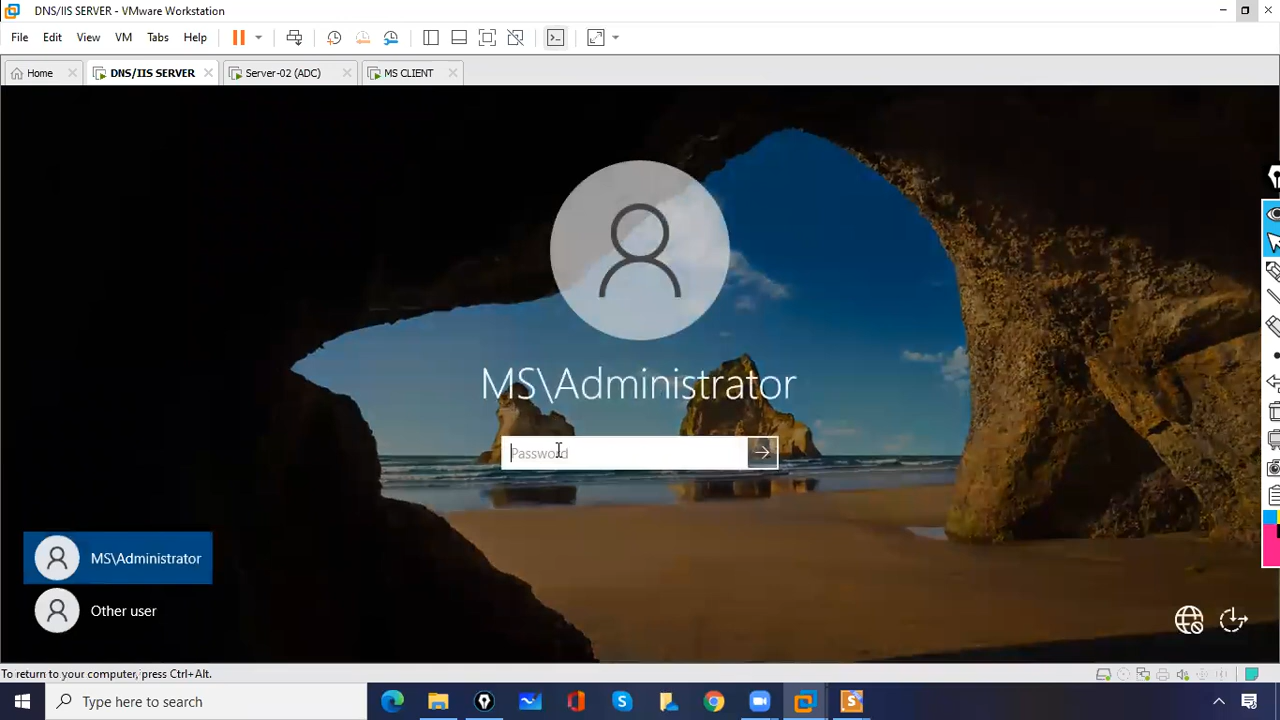 DNS/IIS SERVER - VMware Workstation
File Edit View VM Tabs Help
Home DNS/IIS SERVER Server-02 (ADC) MS CLIENT
MS\Administrator
Password
MS\Administrator
Other user
To return to your computer, press Ctrl+Alt.
Type here to search